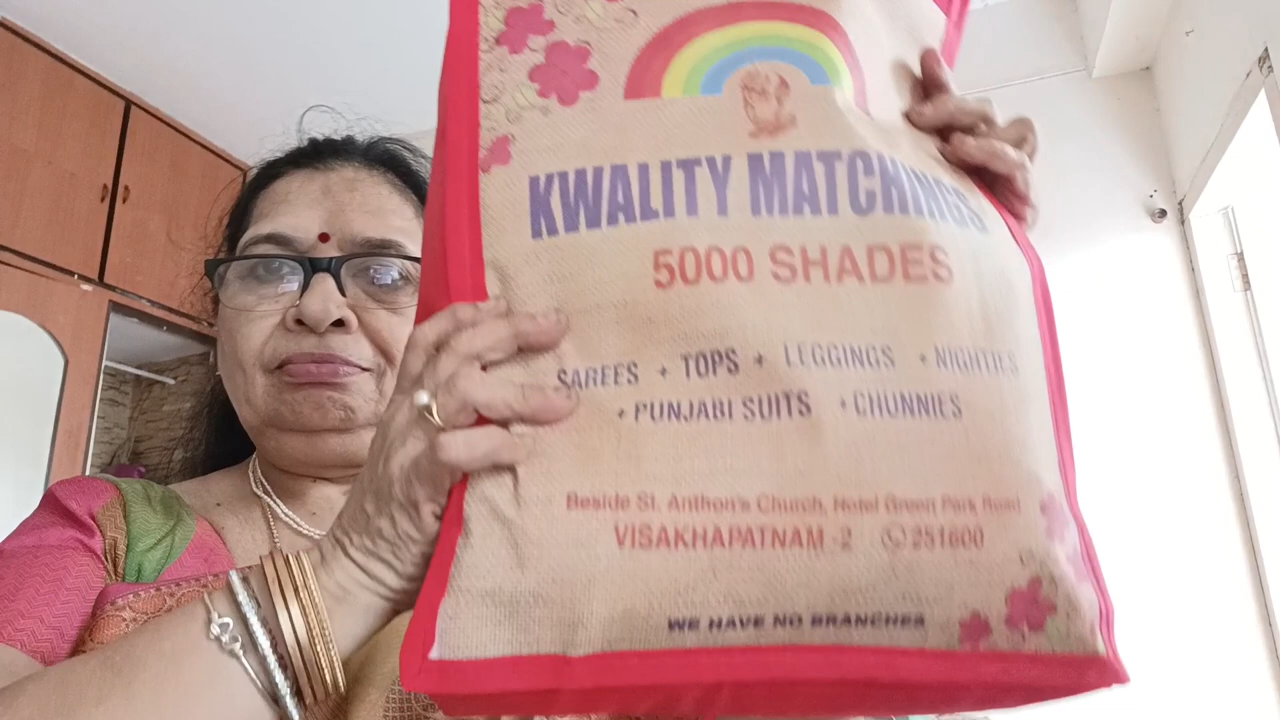 KWALITY MATCHINGS
5000 SHADES
SAREES + TOPS + LEGGINGS + NIGHTIES
+ PUNJABI SUITS + CHUNNIES
Beside St. Anthon's Church, Hotel Green Park Road
VISAKHAPATNAM -2 251600
WE HAVE NO BRANCHES